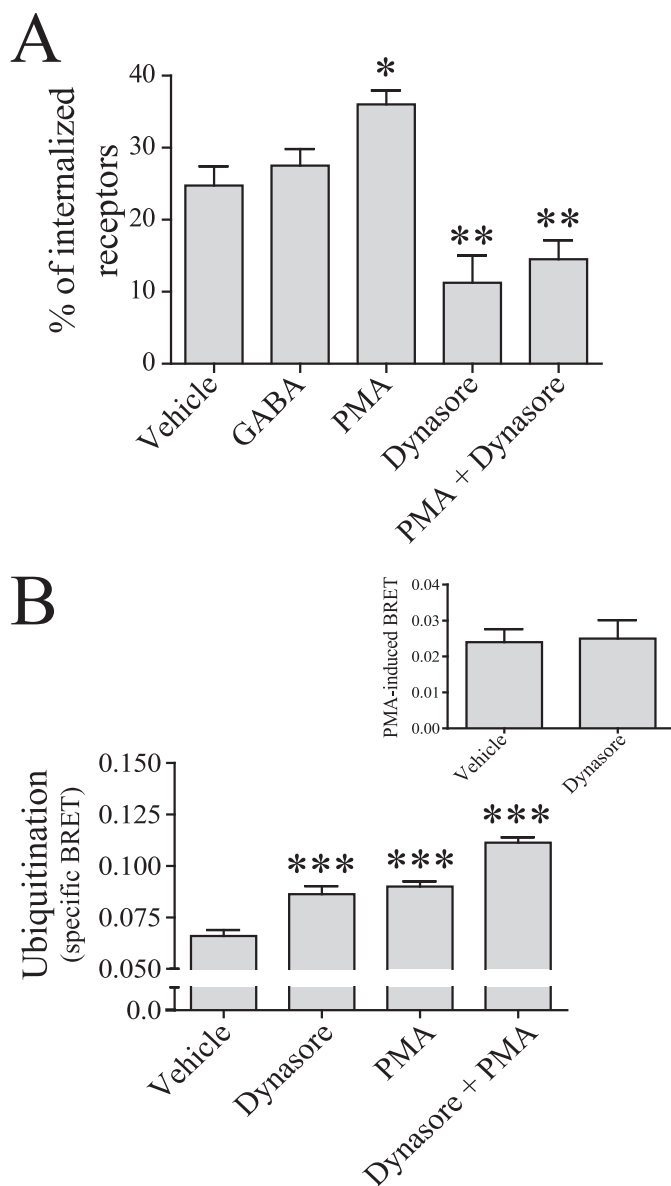 A
% of internalized
receptors
40
30
20
10
0
*
**
**
Vehicle
GABA
PMA
Dynasore
PMA + Dynasore
B
PMA-induced BRET
0.04
0.03
0.02
0.01
0.00
Vehicle
Dynasore
Ubiquitination
(specific BRET)
0.150
0.125
0.100
0.075
0.050
0.0
***
***
***
Vehicle
Dynasore
PMA
Dynasore + PMA